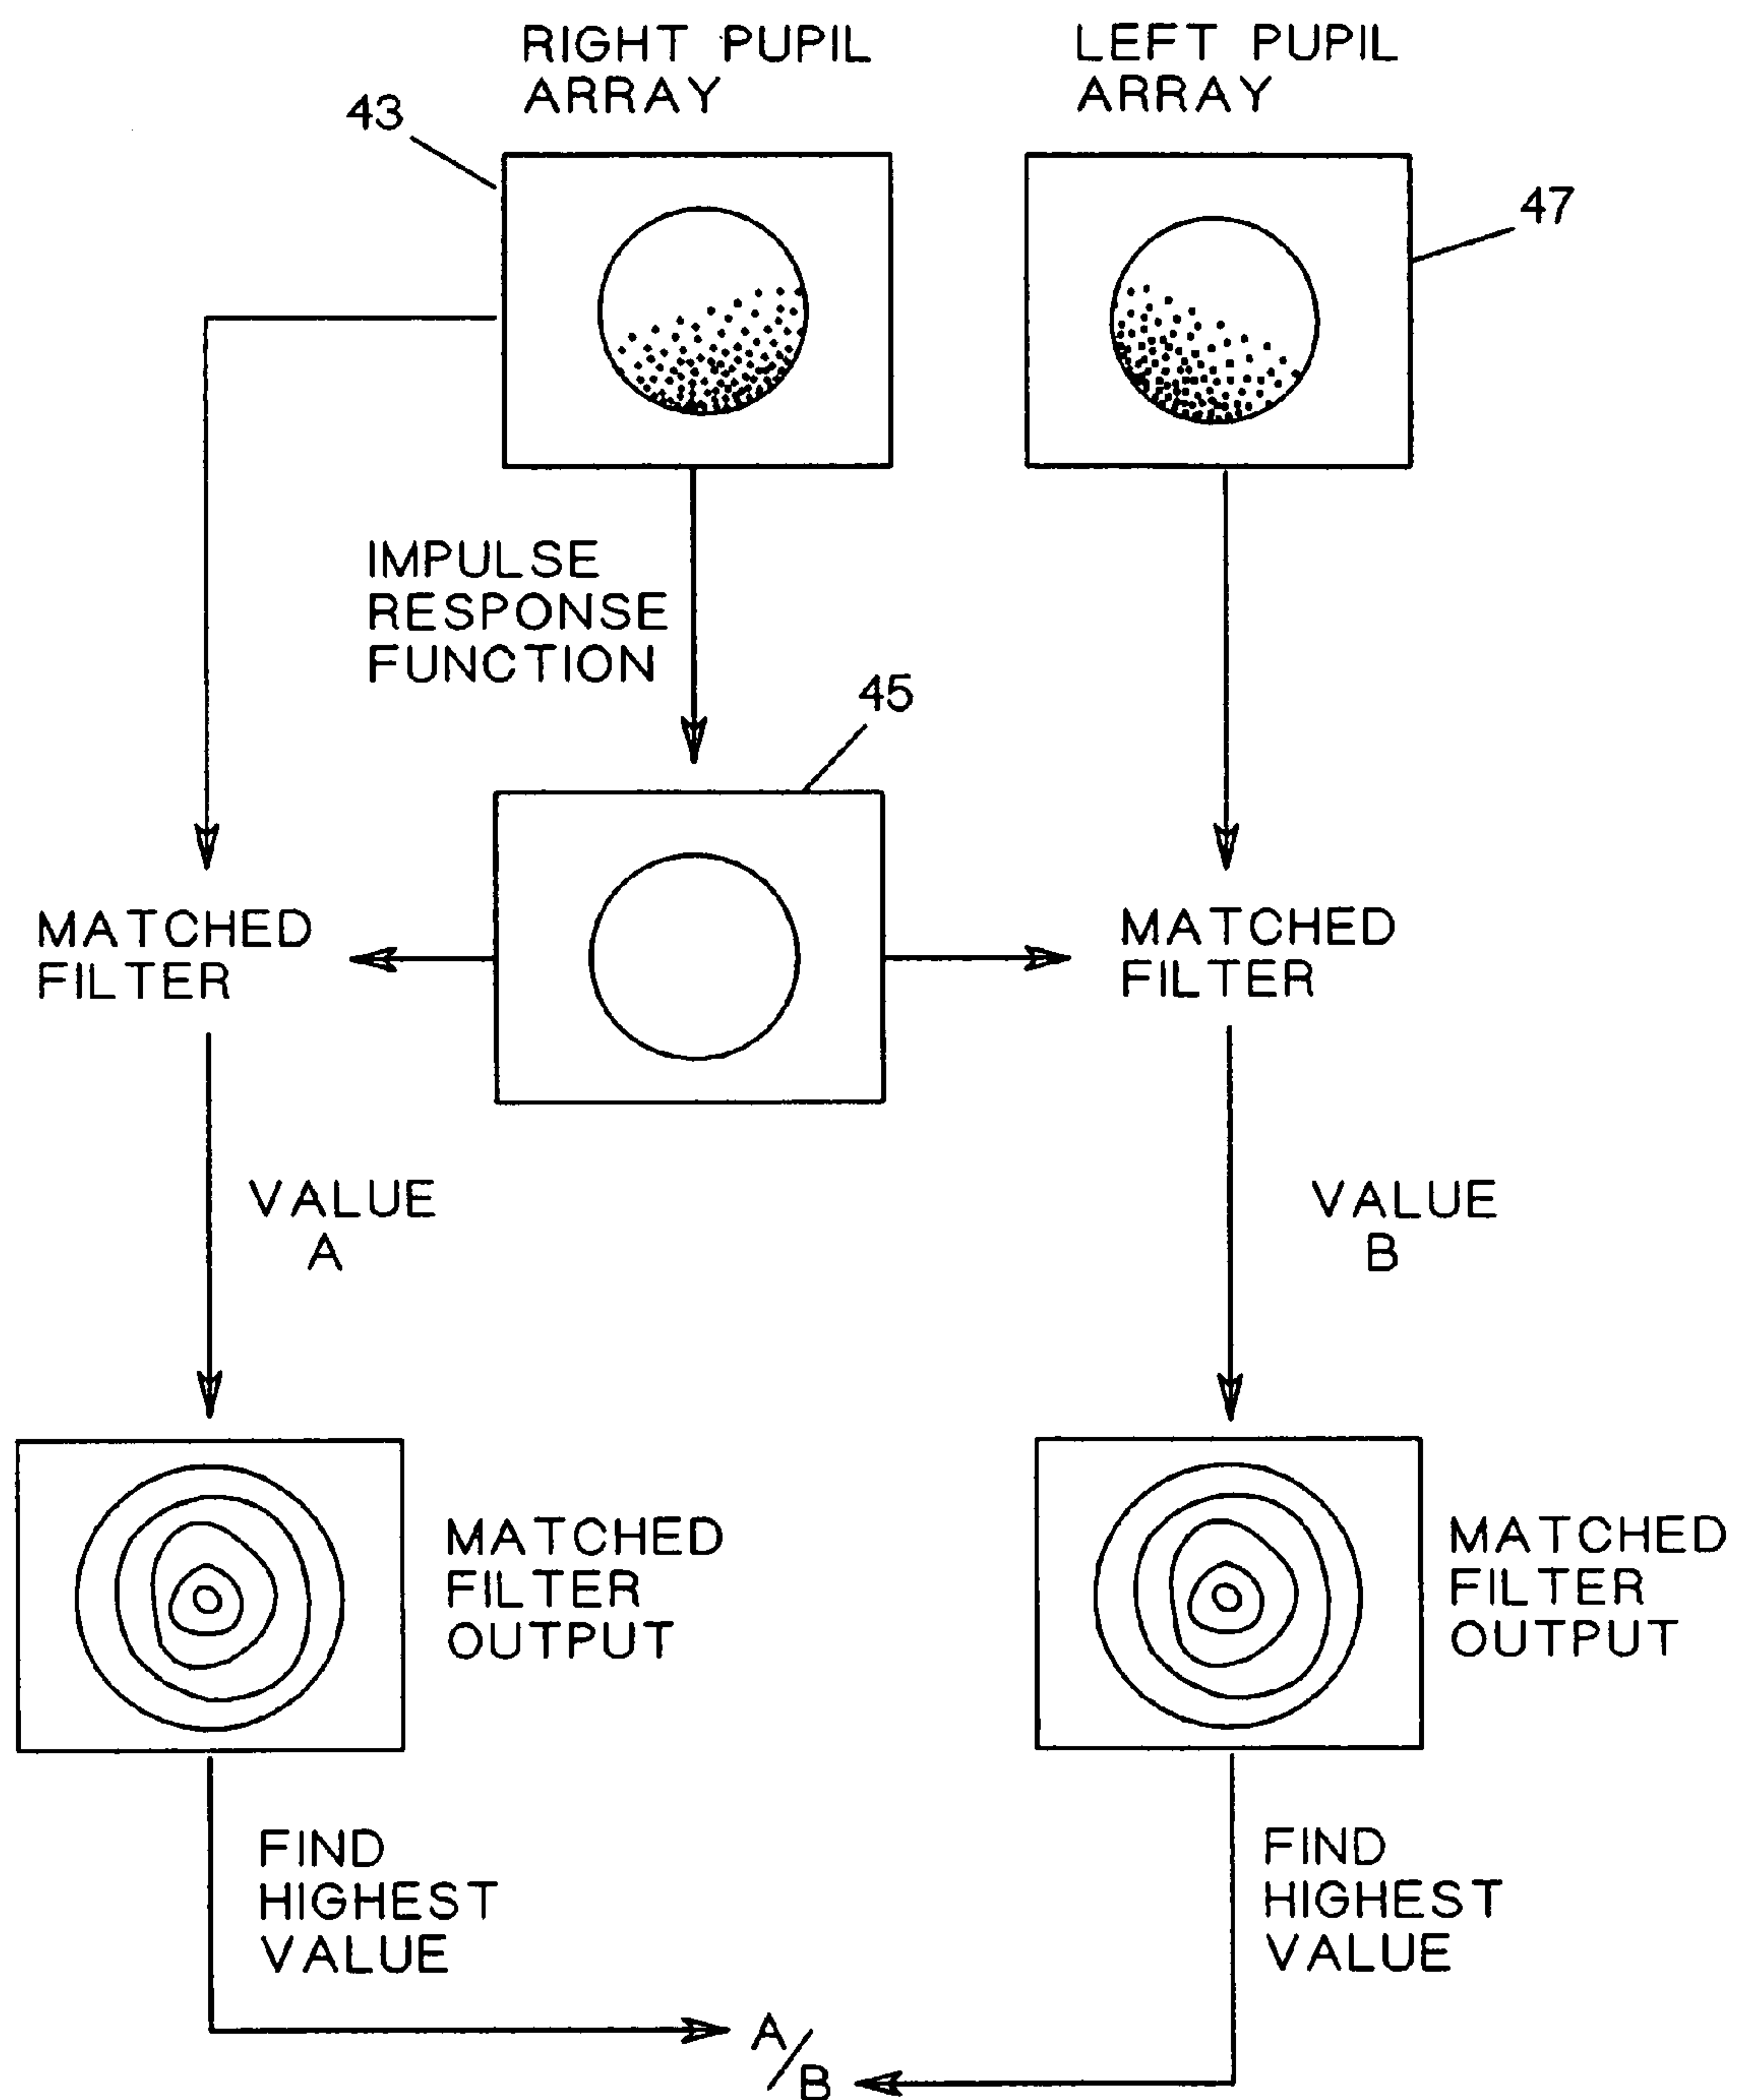 RIGHT PUPIL
ARRAY
LEFT PUPIL
ARRAY
43
47
IMPULSE
RESPONSE
FUNCTION
45
MATCHED
FILTER
MATCHED
FILTER
VALUE
A
VALUE
B
MATCHED
FILTER
OUTPUT
MATCHED
FILTER
OUTPUT
FIND
HIGHEST
VALUE
FIND
HIGHEST
VALUE
A/B